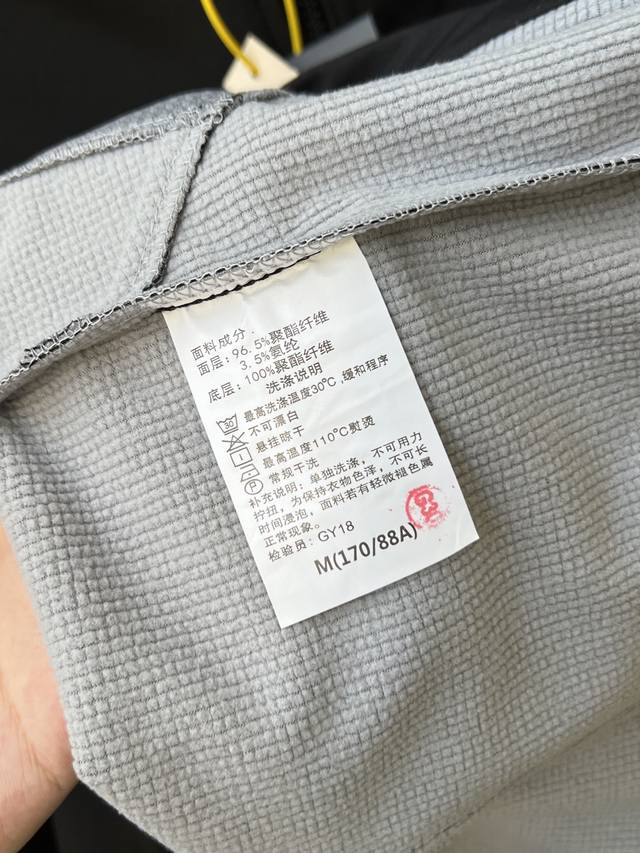 面料成分：
面层：96.5%聚酯纤维
3.5%氨纶
底层：100%聚酯纤维
洗涤说明
30 最高洗涤温度30℃,缓和程序
不可漂白
悬挂晾干
最高温度110℃熨烫
常规干洗
补充说明：单独洗涤，不可用力
拧扭，为保持衣物色泽，不可长
时间浸泡，面料若有轻微褪色属
正常现象。
检验员：GY18
M(170/88A)